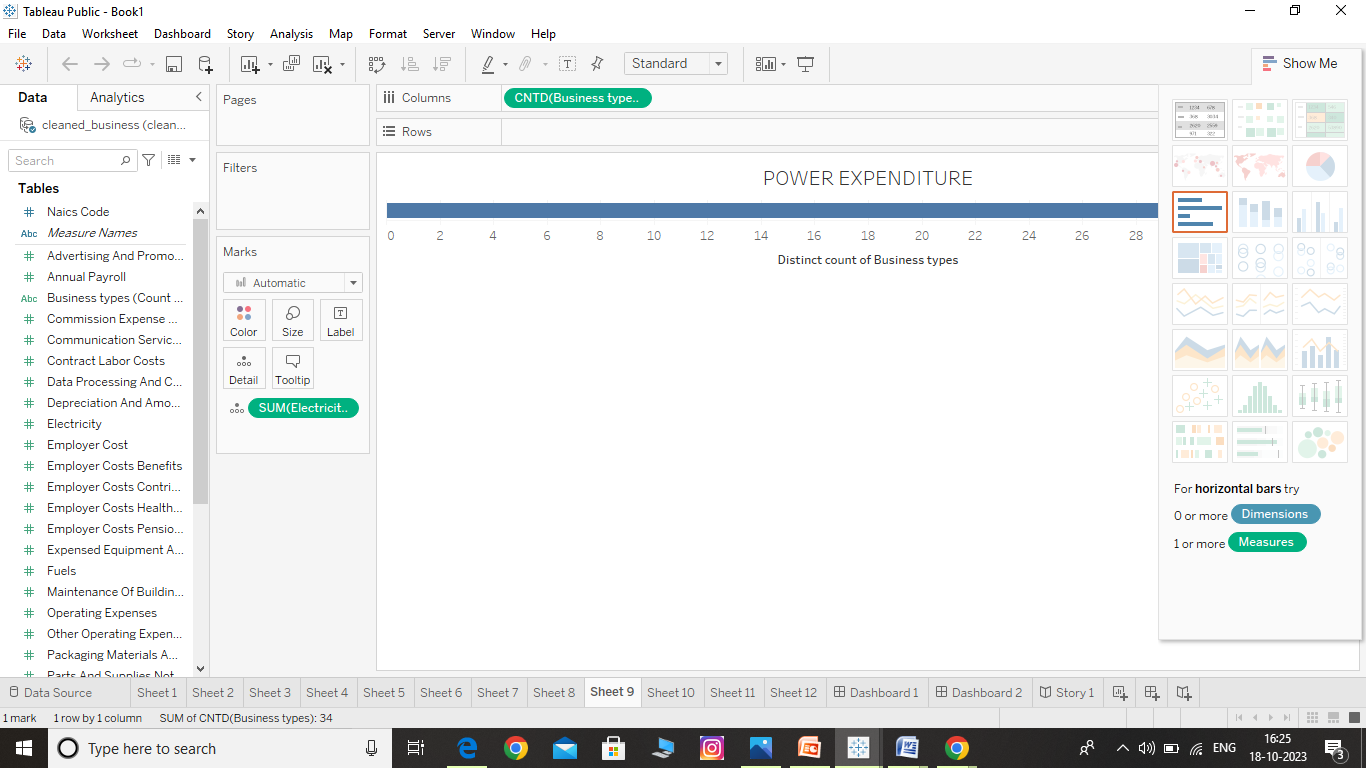 Tableau Public - Book1
File Data Worksheet Dashboard Story Analysis Map Format Server Window Help
Standard
Show Me
Data Analytics
cleaned_business (clean...
Search
Tables
Naics Code
Abc Measure Names
Advertising And Promo...
Annual Payroll
Abc Business types (Count ...
Commission Expense ...
Communication Servic...
Contract Labor Costs
Data Processing And C...
Depreciation And Amo...
Electricity
Employer Cost
Employer Costs Benefits
Employer Costs Contri...
Employer Costs Health...
Employer Costs Pensio...
Expensed Equipment A...
Fuels
Maintenance Of Buildin...
Operating Expenses
Other Operating Expen...
Packaging Materials A...
Parts And Supplies Not
Pages
Filters
Marks
Automatic
Color Size Label
Detail Tooltip
SUM(Electricit..
Columns CNTD(Business type..
Rows
POWER EXPENDITURE
0 2 4 6 8 10 12 14 16 18 20 22 24 26 28
Distinct count of Business types
For horizontal bars try
0 or more Dimensions
1 or more Measures
Data Source Sheet 1 Sheet 2 Sheet 3 Sheet 4 Sheet 5 Sheet 6 Sheet 7 Sheet 8 Sheet 9 Sheet 10 Sheet 11 Sheet 12 Dashboard 1 Dashboard 2 Story 1
1 mark 1 row by 1 column SUM of CNTD(Business types): 34
Type here to search
ENG
16:25
18-10-2023
3